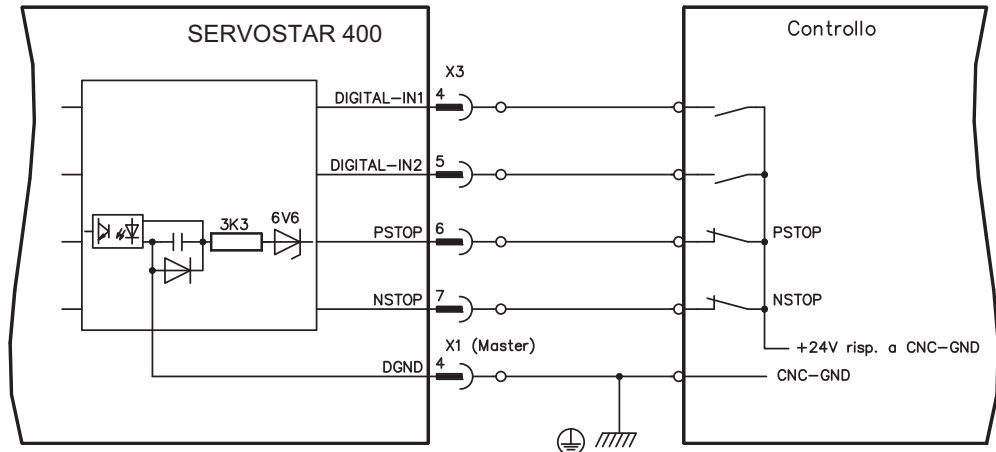 SERVOSTAR 400
Controllo
X3
DIGITAL-IN1 4
DIGITAL-IN2 5
3K3 6V6
PSTOP 6 PSTOP
NSTOP 7 NSTOP
X1 (Master)
+24V risp. a CNC-GND
DGND 4 CNC-GND